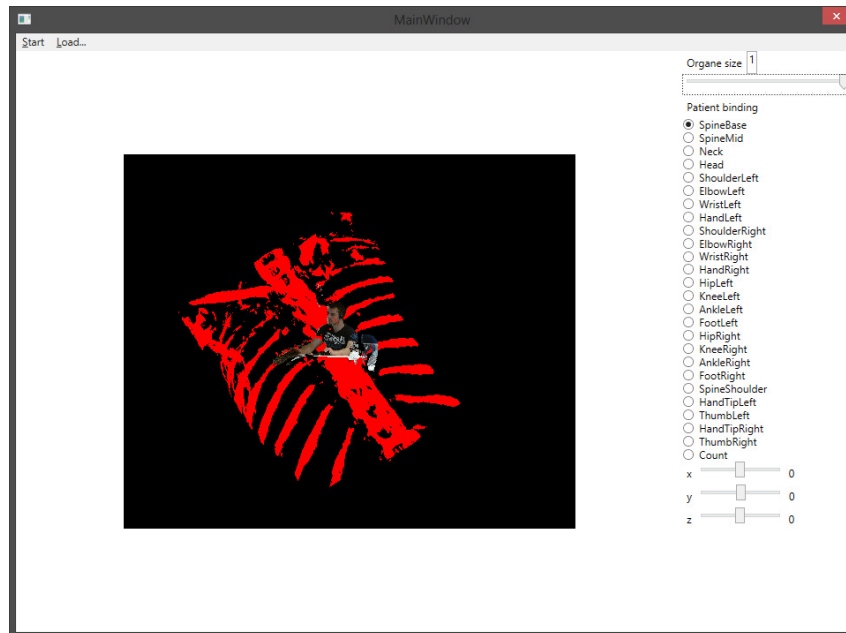 MainWindow
Start Load...
Organe size 1
Patient binding
SpineBase
SpineMid
Neck
Head
ShoulderLeft
ElbowLeft
WristLeft
HandLeft
ShoulderRight
ElbowRight
WristRight
HandRight
HipLeft
KneeLeft
AnkleLeft
FootLeft
HipRight
KneeRight
AnkleRight
FootRight
SpineShoulder
HandTipLeft
ThumbLeft
HandTipRight
ThumbRight
Count
x 0
y 0
z 0